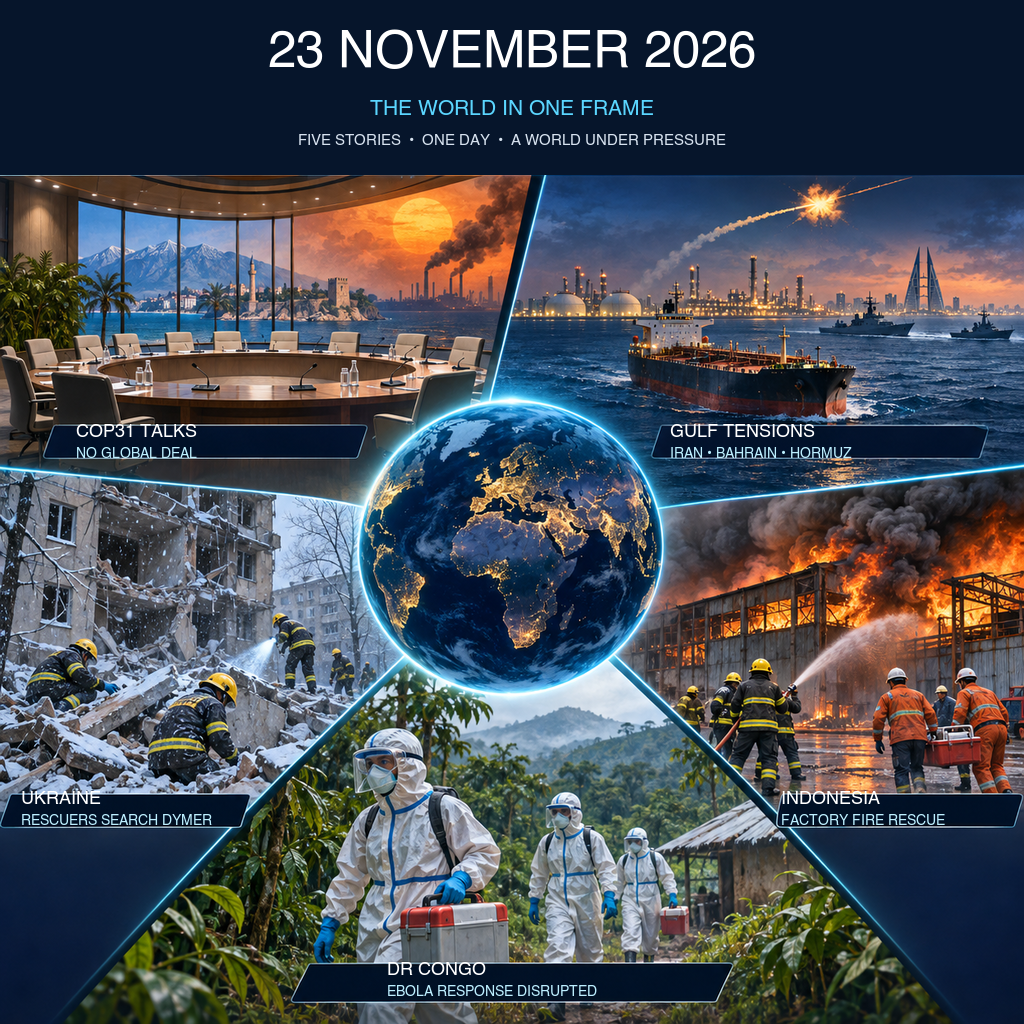 23 NOVEMBER 2026
THE WORLD IN ONE FRAME
FIVE STORIES • ONE DAY • A WORLD UNDER PRESSURE
COP31 TALKS
NO GLOBAL DEAL
GULF TENSIONS
IRAN • BAHRAIN • HORMUZ
UKRAINE
RESCUERS SEARCH DYMER
INDONESIA
FACTORY FIRE RESCUE
DR CONGO
EBOLA RESPONSE DISRUPTED